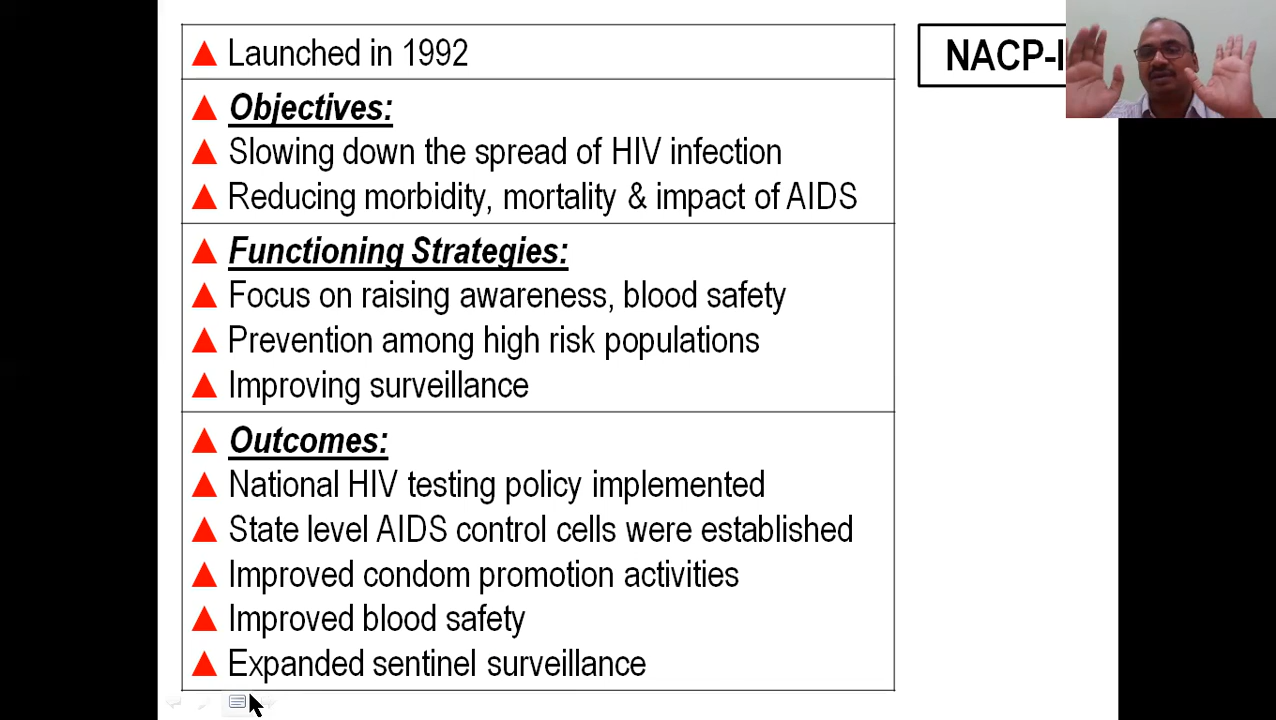 Launched in 1992
NACP-I
Objectives:
Slowing down the spread of HIV infection
Reducing morbidity, mortality & impact of AIDS
Functioning Strategies:
Focus on raising awareness, blood safety
Prevention among high risk populations
Improving surveillance
Outcomes:
National HIV testing policy implemented
State level AIDS control cells were established
Improved condom promotion activities
Improved blood safety
Expanded sentinel surveillance